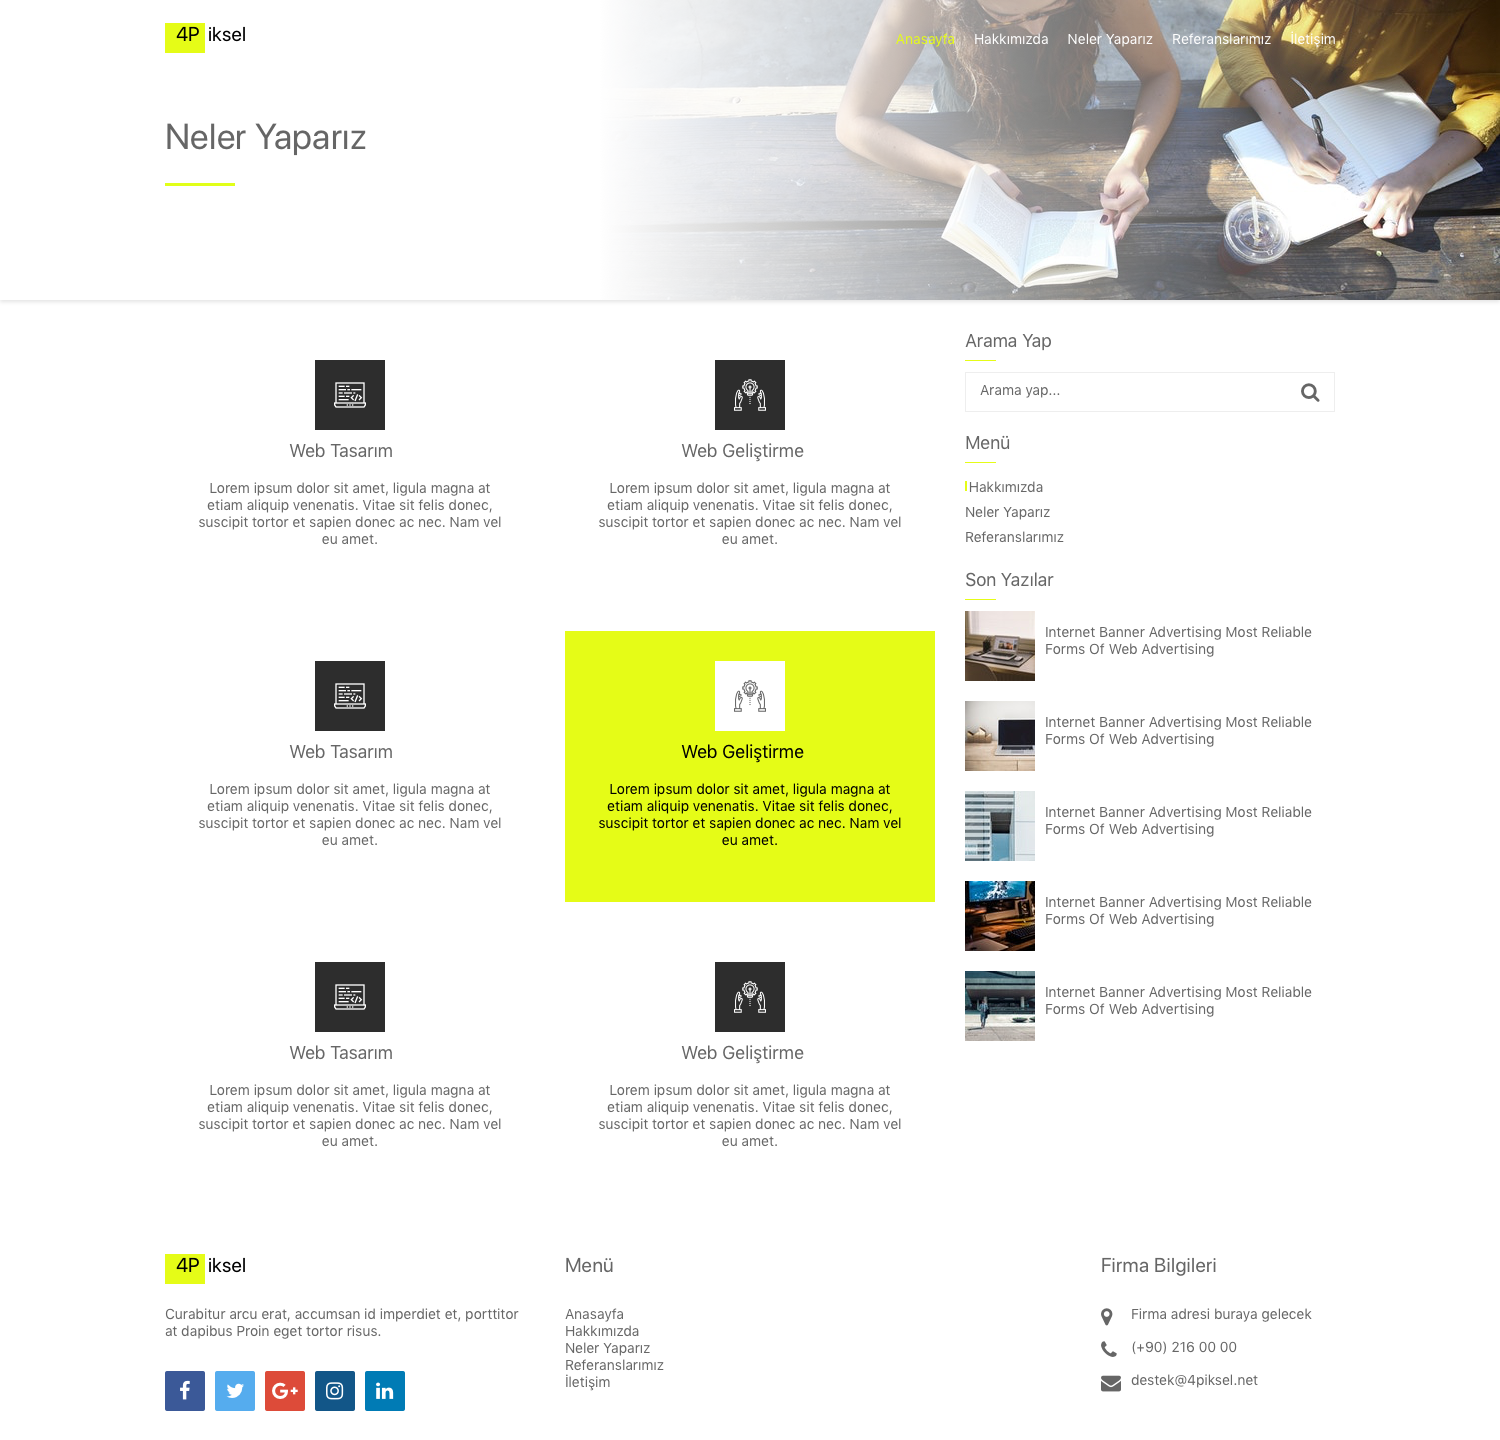 4P iksel
Anasayfa Hakkımızda Neler Yaparız Referanslarımız İletişim
Neler Yaparız
Web Tasarım
Lorem ipsum dolor sit amet, ligula magna at
etiam aliquip venenatis. Vitae sit felis donec,
suscipit tortor et sapien donec ac nec. Nam vel
eu amet.
Web Geliştirme
Lorem ipsum dolor sit amet, ligula magna at
etiam aliquip venenatis. Vitae sit felis donec,
suscipit tortor et sapien donec ac nec. Nam vel
eu amet.
Web Tasarım
Lorem ipsum dolor sit amet, ligula magna at
etiam aliquip venenatis. Vitae sit felis donec,
suscipit tortor et sapien donec ac nec. Nam vel
eu amet.
Web Geliştirme
Lorem ipsum dolor sit amet, ligula magna at
etiam aliquip venenatis. Vitae sit felis donec,
suscipit tortor et sapien donec ac nec. Nam vel
eu amet.
Web Tasarım
Lorem ipsum dolor sit amet, ligula magna at
etiam aliquip venenatis. Vitae sit felis donec,
suscipit tortor et sapien donec ac nec. Nam vel
eu amet.
Web Geliştirme
Lorem ipsum dolor sit amet, ligula magna at
etiam aliquip venenatis. Vitae sit felis donec,
suscipit tortor et sapien donec ac nec. Nam vel
eu amet.
Arama Yap
Arama yap...
Menü
Hakkımızda
Neler Yaparız
Referanslarımız
Son Yazılar
Internet Banner Advertising Most Reliable
Forms Of Web Advertising
Internet Banner Advertising Most Reliable
Forms Of Web Advertising
Internet Banner Advertising Most Reliable
Forms Of Web Advertising
Internet Banner Advertising Most Reliable
Forms Of Web Advertising
Internet Banner Advertising Most Reliable
Forms Of Web Advertising
4P iksel
Curabitur arcu erat, accumsan id imperdiet et, porttitor
at dapibus Proin eget tortor risus.
Menü
Anasayfa
Hakkımızda
Neler Yaparız
Referanslarımız
İletişim
Firma Bilgileri
Firma adresi buraya gelecek
(+90) 216 00 00
destek@4piksel.net